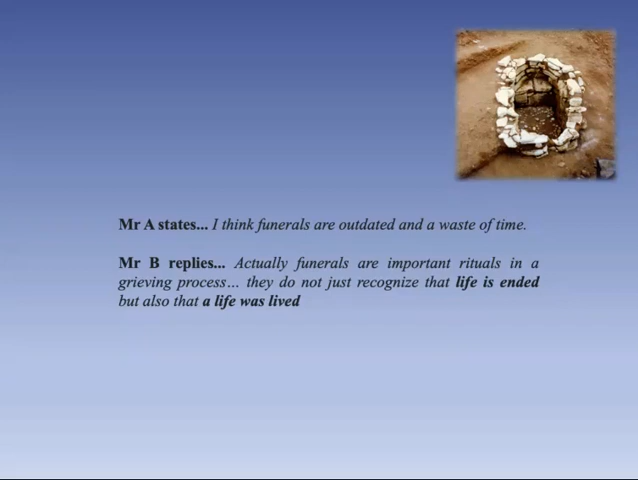 Mr A states... I think funerals are outdated and a waste of time.
Mr B replies... Actually funerals are important rituals in a
grieving process... they do not just recognize that life is ended
but also that a life was lived